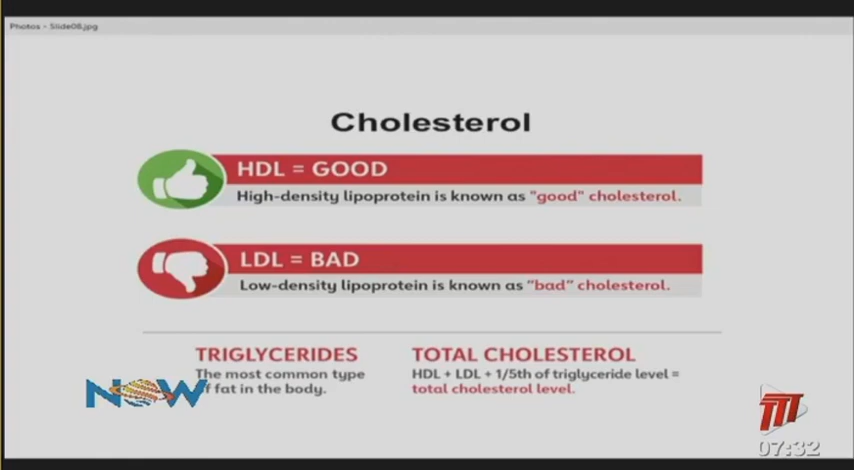 Photos - Slide08.jpg
Cholesterol
HDL = GOOD
High-density lipoprotein is known as "good" cholesterol.
LDL = BAD
Low-density lipoprotein is known as "bad" cholesterol.
TRIGLYCERIDES
The most common type
of fat in the body.
TOTAL CHOLESTEROL
HDL + LDL + 1/5th of triglyceride level =
total cholesterol level.
NOW
07:32